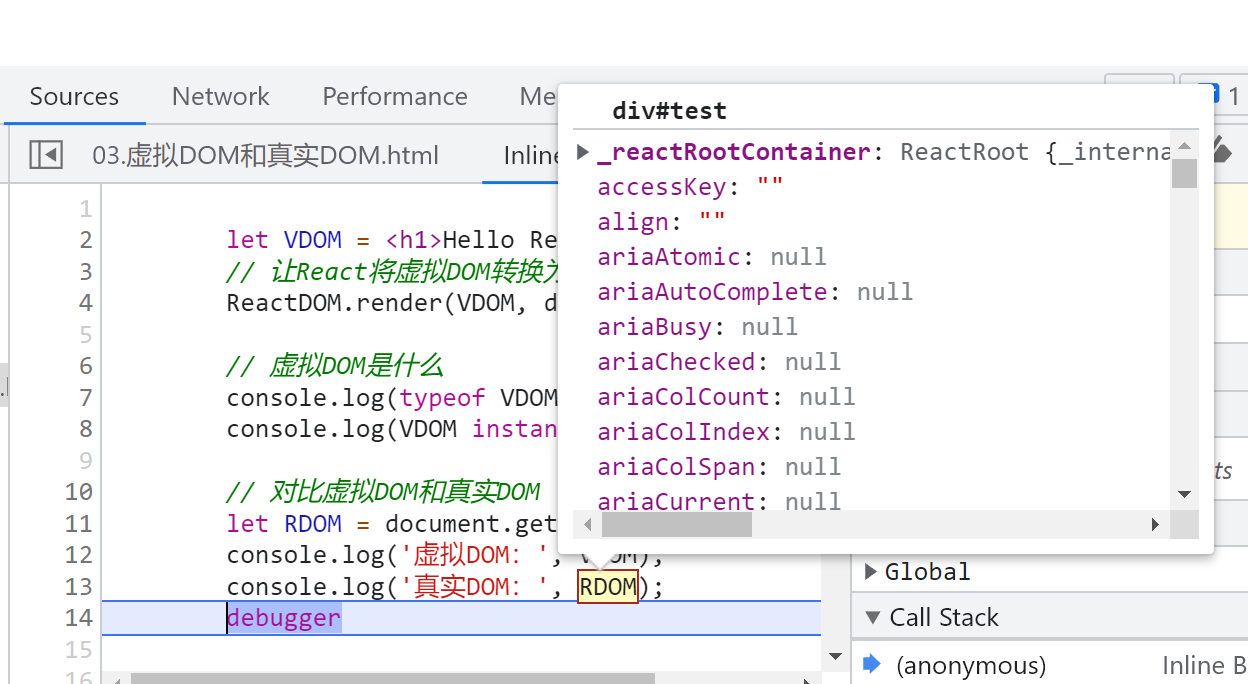 Sources Network Performance
1
03.虚拟DOM和真实DOM.html
div#test
_reactRootContainer: ReactRoot {_interna
accessKey: ""
align: ""
ariaAtomic: null
ariaAutoComplete: null
ariaBusy: null
ariaChecked: null
ariaColCount: null
ariaColIndex: null
ariaColSpan: null
ariaCurrent: null
1
2 let VDOM = <h1>Hello Re
3 // 让React将虚拟DOM转换为
4 ReactDOM.render(VDOM, d
5
6 // 虚拟DOM是什么
7 console.log(typeof VDOM
8 console.log(VDOM instan
9
10 // 对比虚拟DOM和真实DOM
11 let RDOM = document.get
12 console.log('虚拟DOM：', VDOM);
13 console.log('真实DOM：', RDOM);
14 debugger
15
16
ts
Global
Call Stack
(anonymous) Inline B